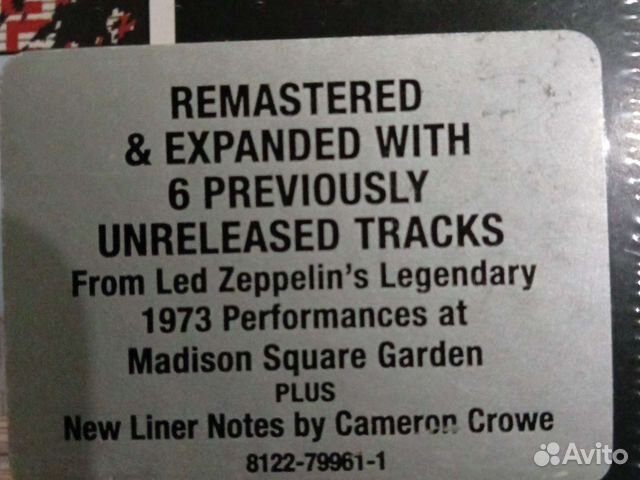 REMASTERED
& EXPANDED WITH
6 PREVIOUSLY
UNRELEASED TRACKS
From Led Zeppelin's Legendary
1973 Performances at
Madison Square Garden
PLUS
New Liner Notes by Cameron Crowe
8122-79961-1
Avito